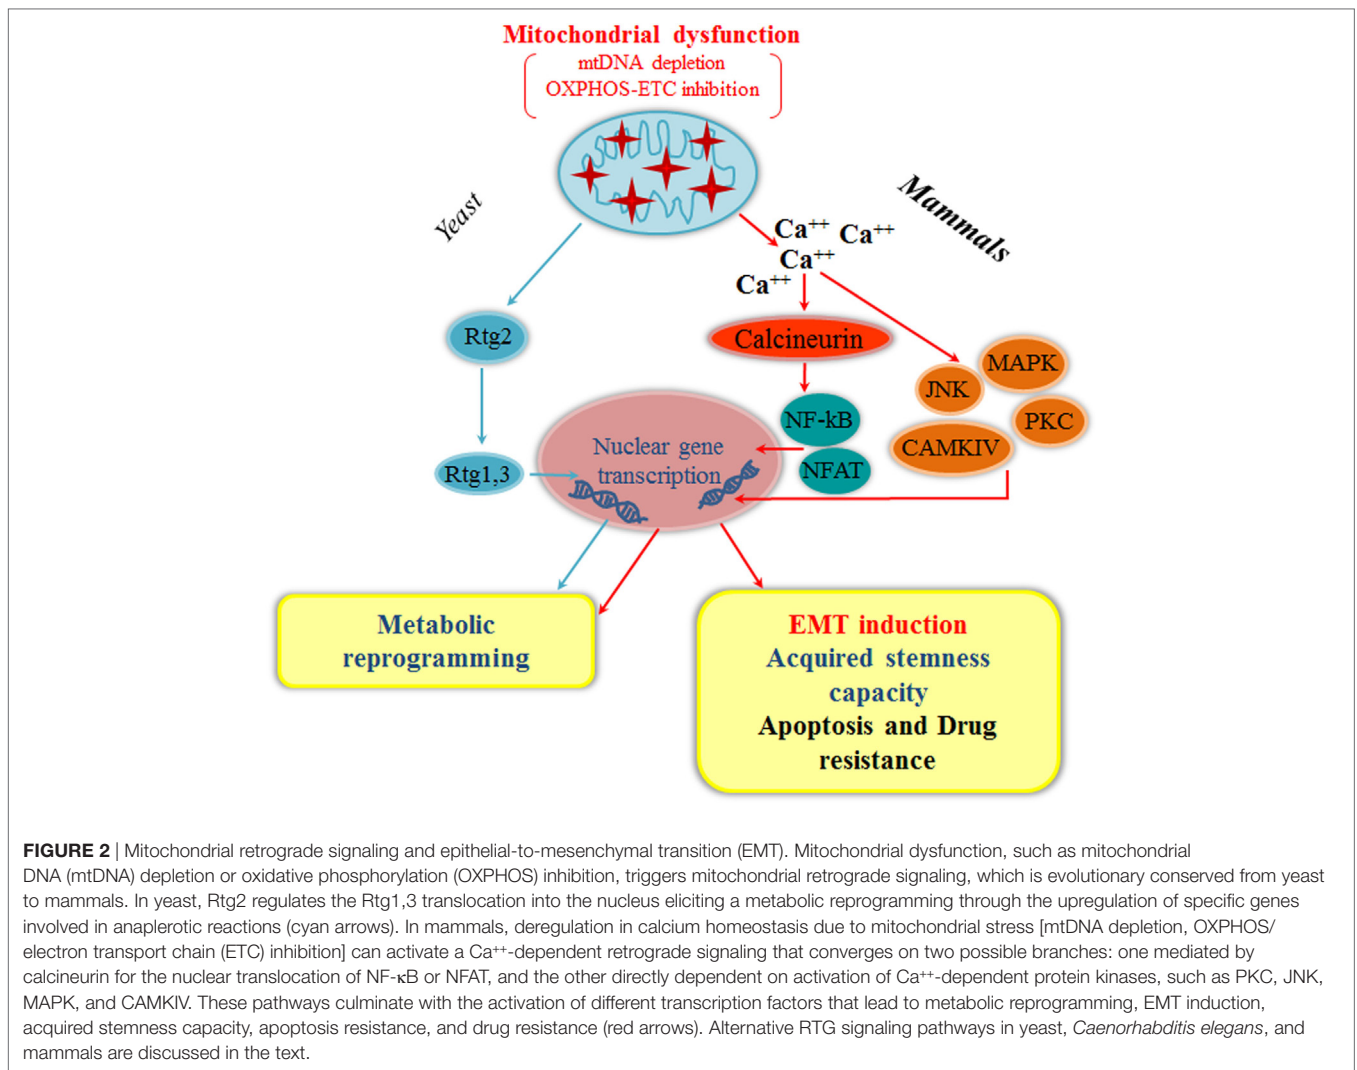 Mitochondrial dysfunction
mtDNA depletion
OXPHOS-ETC inhibition
Yeast
Mammals
Ca⁺⁺
Ca⁺⁺
Ca⁺⁺
Ca⁺⁺
Rtg2
Calcineurin
MAPK
JNK
PKC
NF-kB
CAMKIV
NFAT
Rtg1,3
Nuclear gene
transcription
Metabolic
reprogramming
EMT induction
Acquired stemness
capacity
Apoptosis and Drug
resistance
FIGURE 2 | Mitochondrial retrograde signaling and epithelial-to-mesenchymal transition (EMT). Mitochondrial dysfunction, such as mitochondrial
DNA (mtDNA) depletion or oxidative phosphorylation (OXPHOS) inhibition, triggers mitochondrial retrograde signaling, which is evolutionary conserved from yeast
to mammals. In yeast, Rtg2 regulates the Rtg1,3 translocation into the nucleus eliciting a metabolic reprogramming through the upregulation of specific genes
involved in anaplerotic reactions (cyan arrows). In mammals, deregulation in calcium homeostasis due to mitochondrial stress [mtDNA depletion, OXPHOS/
electron transport chain (ETC) inhibition] can activate a Ca⁺⁺-dependent retrograde signaling that converges on two possible branches: one mediated by
calcineurin for the nuclear translocation of NF-κB or NFAT, and the other directly dependent on activation of Ca⁺⁺-dependent protein kinases, such as PKC, JNK,
MAPK, and CAMKIV. These pathways culminate with the activation of different transcription factors that lead to metabolic reprogramming, EMT induction,
acquired stemness capacity, apoptosis resistance, and drug resistance (red arrows). Alternative RTG signaling pathways in yeast, Caenorhabditis elegans, and
mammals are discussed in the text.